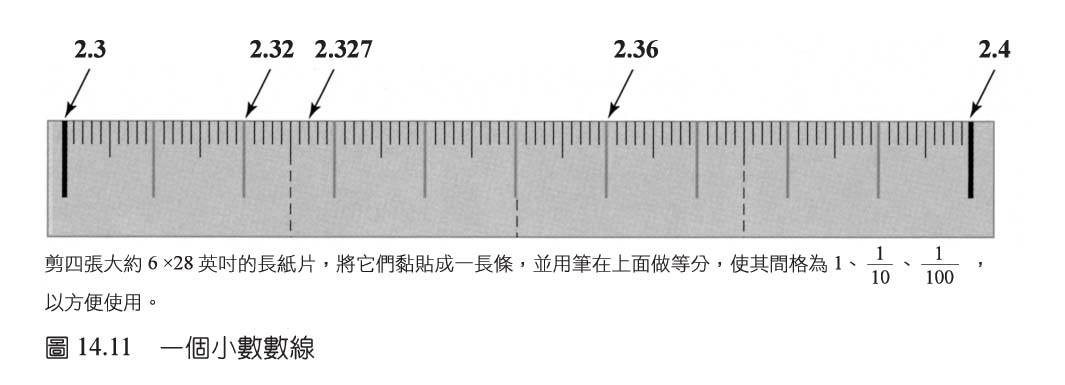 2.3 2.32 2.327 2.36 2.4
剪四張大約 6 ×28 英吋的長紙片，將它們黏貼成一長條，並用筆在上面做等分，使其間格為 1、1/10、1/100，
以方便使用。
圖 14.11 一個小數數線